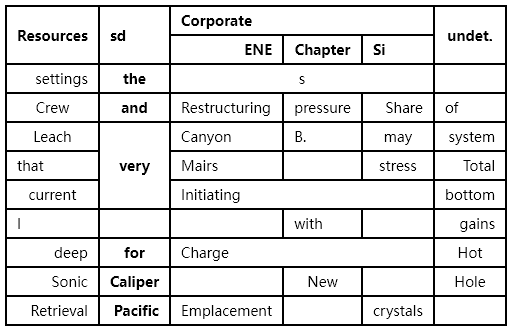 Resources sd Corporate undet.
ENE Chapter Si
settings the s
Crew and Restructuring pressure Share of
Leach very Canyon B. may system
that Mairs stress Total
current Initiating bottom
I with gains
deep for Charge Hot
Sonic Caliper New Hole
Retrieval Pacific Emplacement crystals